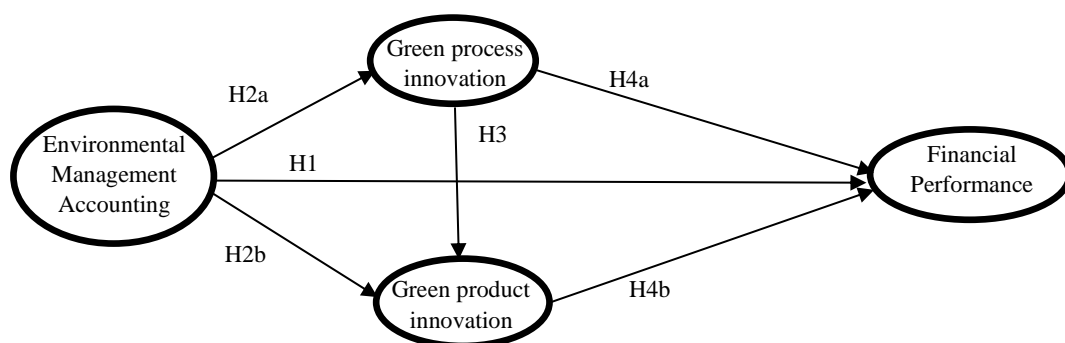 Green process
innovation
H4a
H2a
H3
Environmental
Management
Accounting
H1
Financial
Performance
H2b
Green product
innovation
H4b